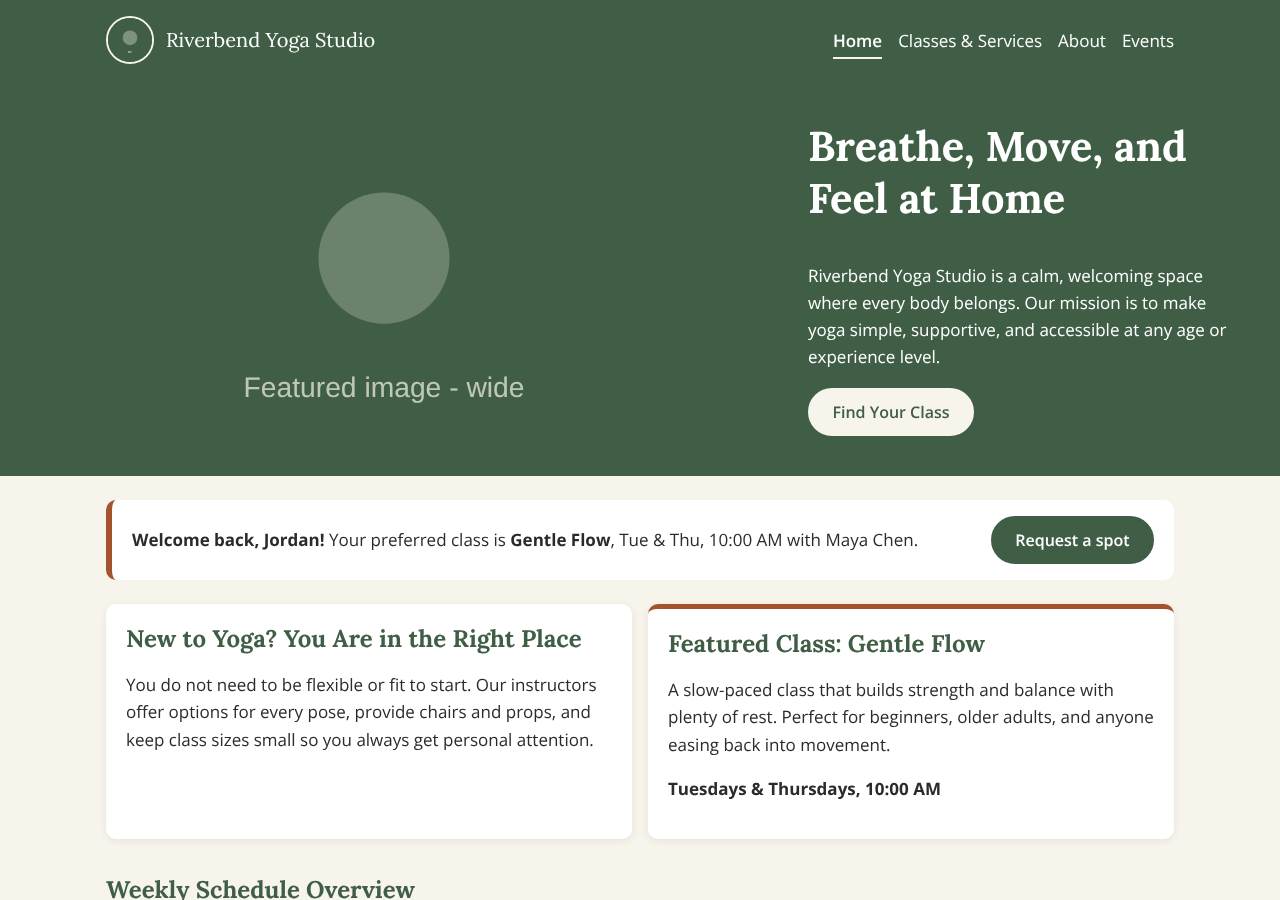 Riverbend Yoga Studio
Home Classes & Services About Events
Breathe, Move, and
Feel at Home
Riverbend Yoga Studio is a calm, welcoming space
where every body belongs. Our mission is to make
yoga simple, supportive, and accessible at any age or
experience level.
Find Your Class
Featured image - wide
Welcome back, Jordan! Your preferred class is Gentle Flow, Tue & Thu, 10:00 AM with Maya Chen.
Request a spot
New to Yoga? You Are in the Right Place
You do not need to be flexible or fit to start. Our instructors
offer options for every pose, provide chairs and props, and
keep class sizes small so you always get personal attention.
Featured Class: Gentle Flow
A slow-paced class that builds strength and balance with
plenty of rest. Perfect for beginners, older adults, and anyone
easing back into movement.
Tuesdays & Thursdays, 10:00 AM
Weekly Schedule Overview